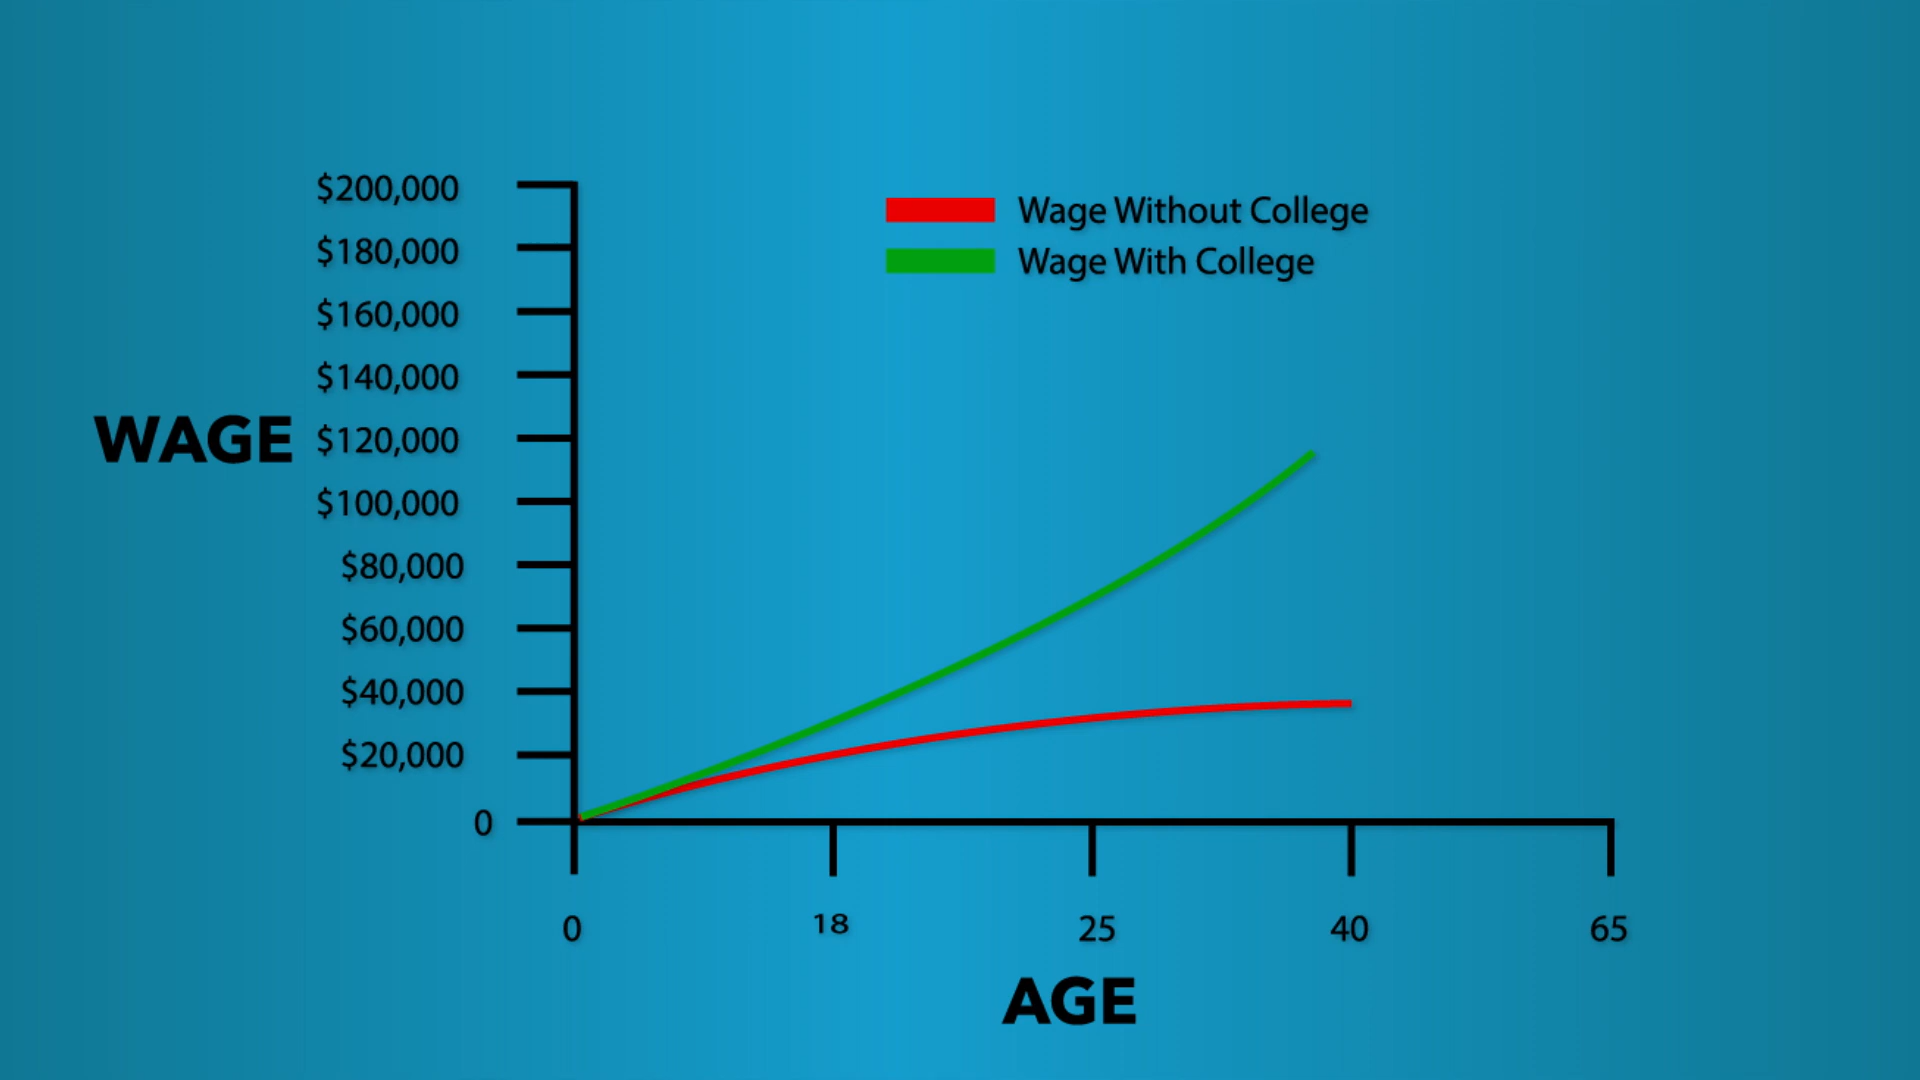 $200,000
$180,000
$160,000
$140,000
$120,000
$100,000
$80,000
$60,000
$40,000
$20,000
0
WAGE
Wage Without College
Wage With College
0 18 25 40 65
AGE